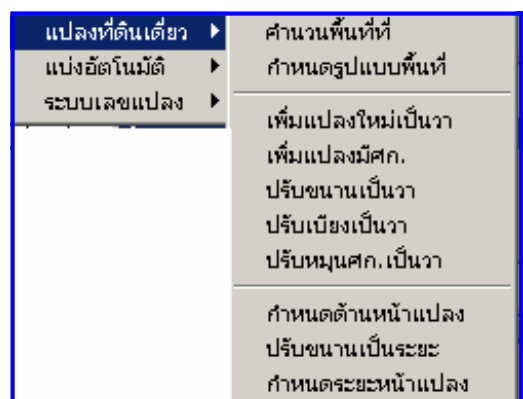 แปลงที่ดินเดี่ยว
แบ่งอัตโนมัติ
ระบบเลขแปลง
คำนวนพื้นที่ที่
กำหนดรูปแบบพื้นที่
เพิ่มแปลงใหม่เป็นวา
เพิ่มแปลงมีศก.
ปรับขนานเป็นวา
ปรับเบียงเป็นวา
ปรับหมุนศก.เป็นวา
กำหนดด้านหน้าแปลง
ปรับขนานเป็นระยะ
กำหนดระยะหน้าแปลง